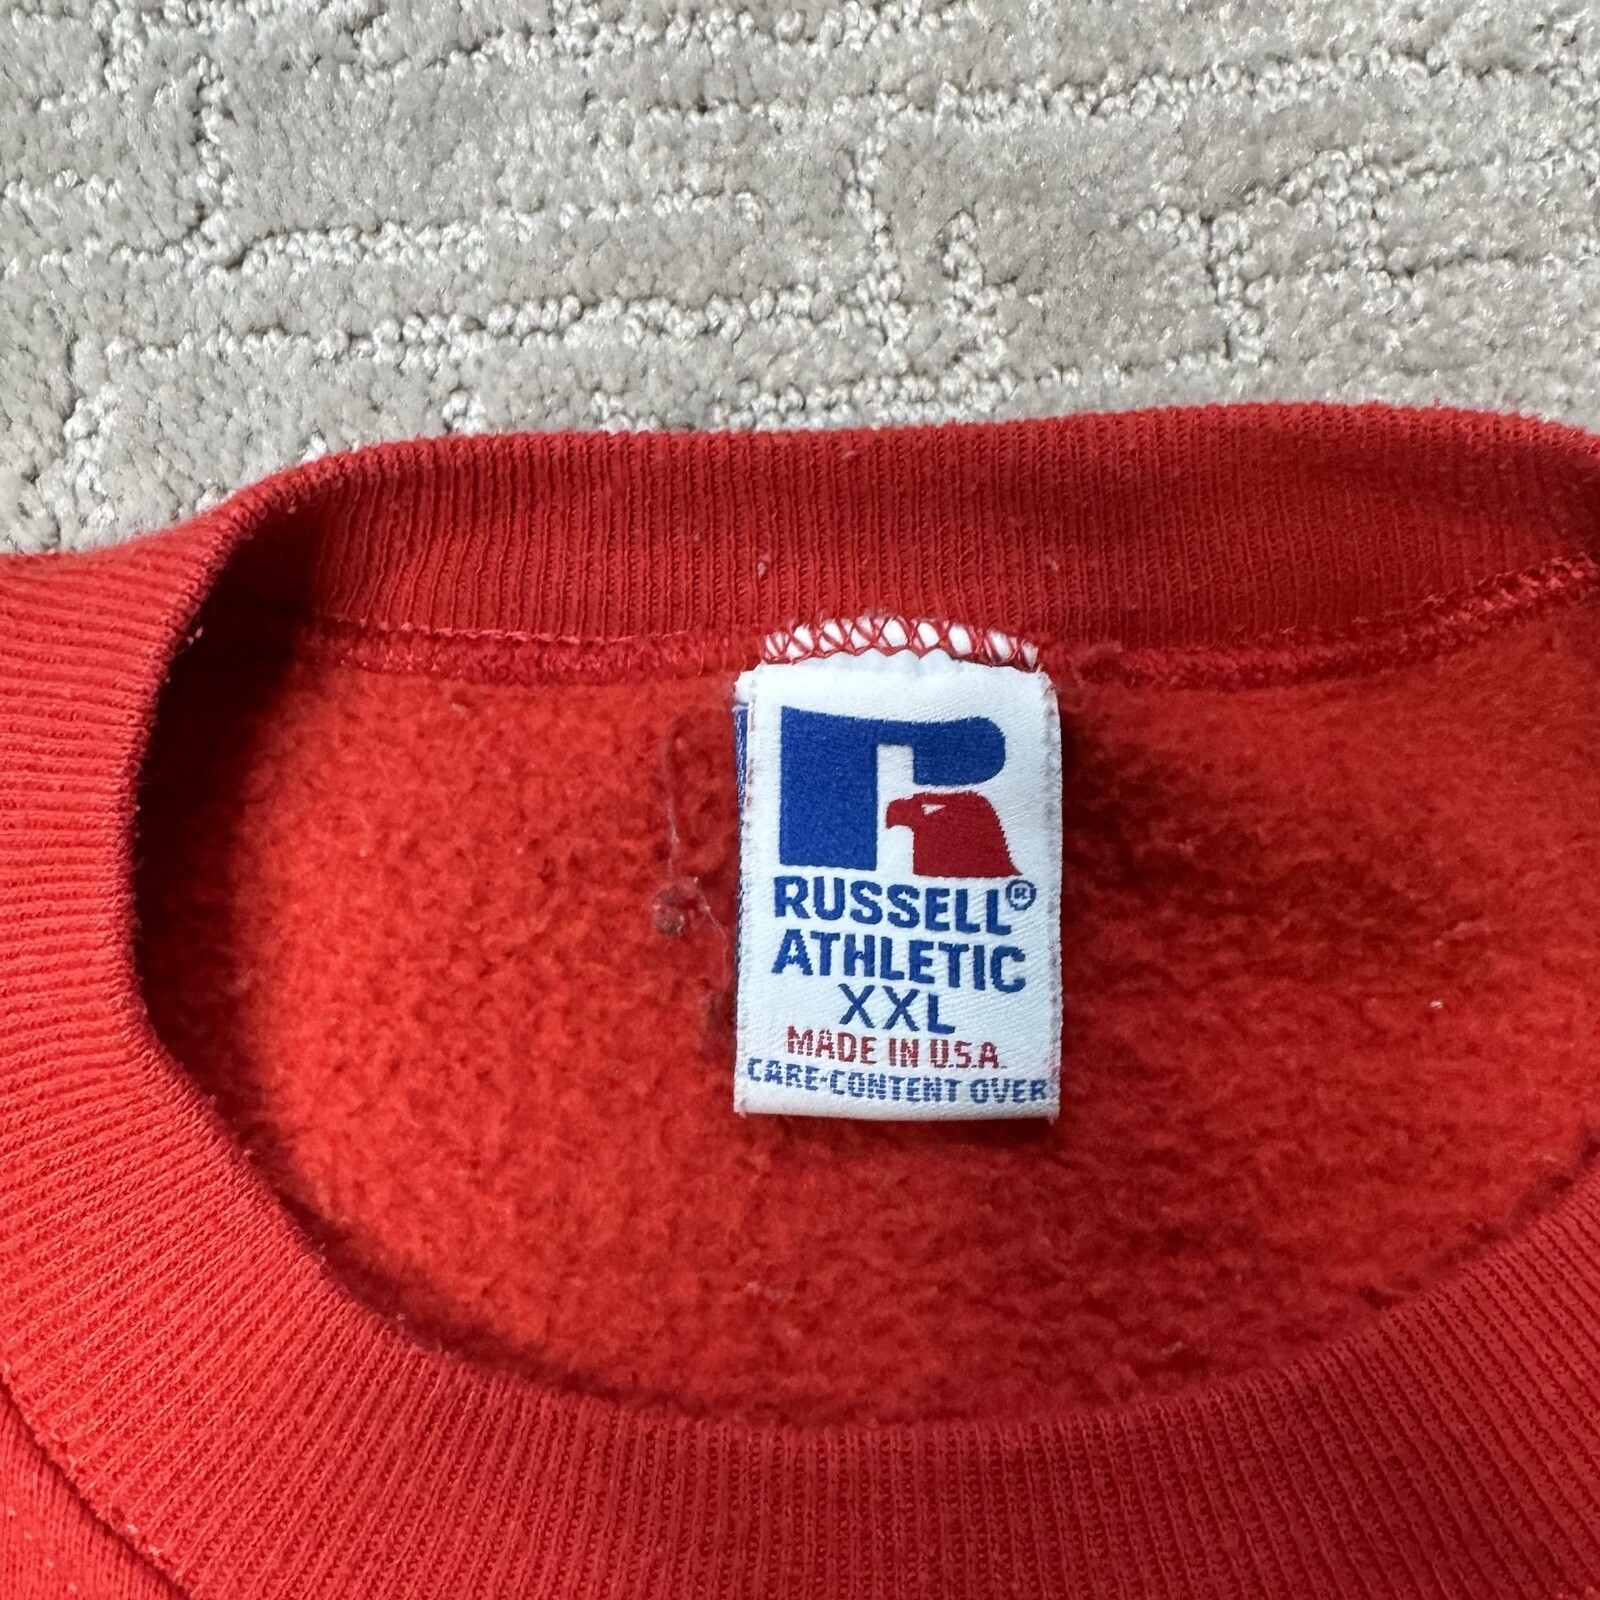 RUSSELL®
ATHLETIC
XXL
MADE IN U.S.A.
CARE-CONTENT OVER